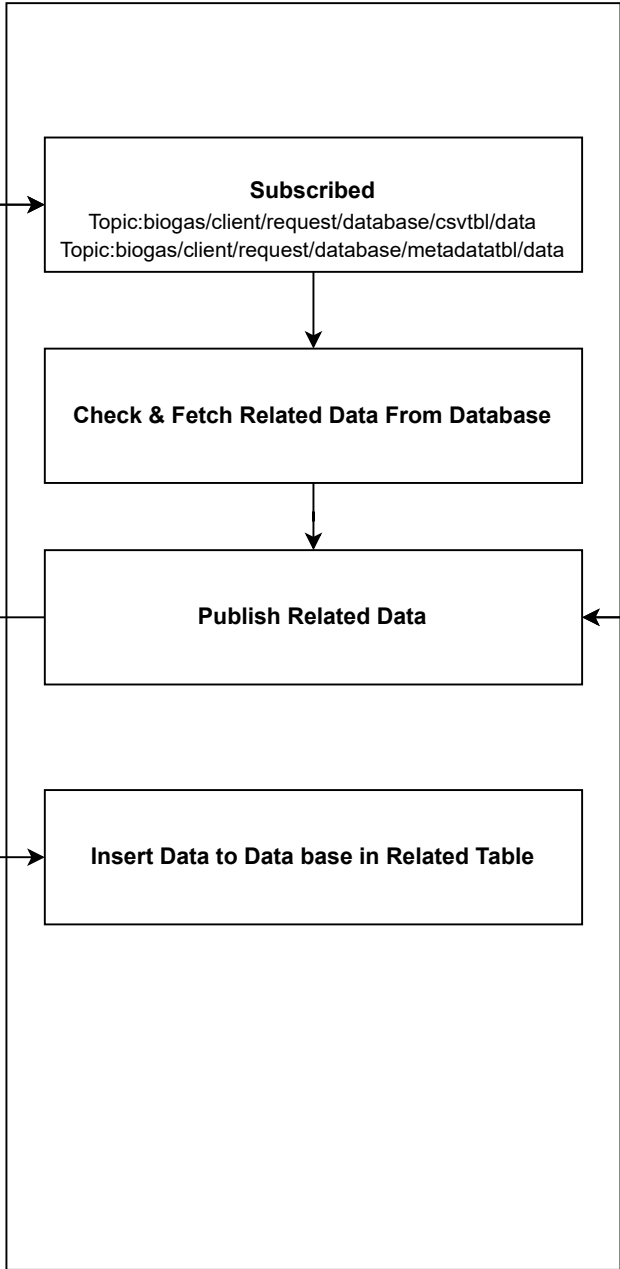 Subscribed
Topic:biogas/client/request/database/csvtbl/data
Topic:biogas/client/request/database/metadatatbl/data
Check & Fetch Related Data From Database
Publish Related Data
Insert Data to Data base in Related Table